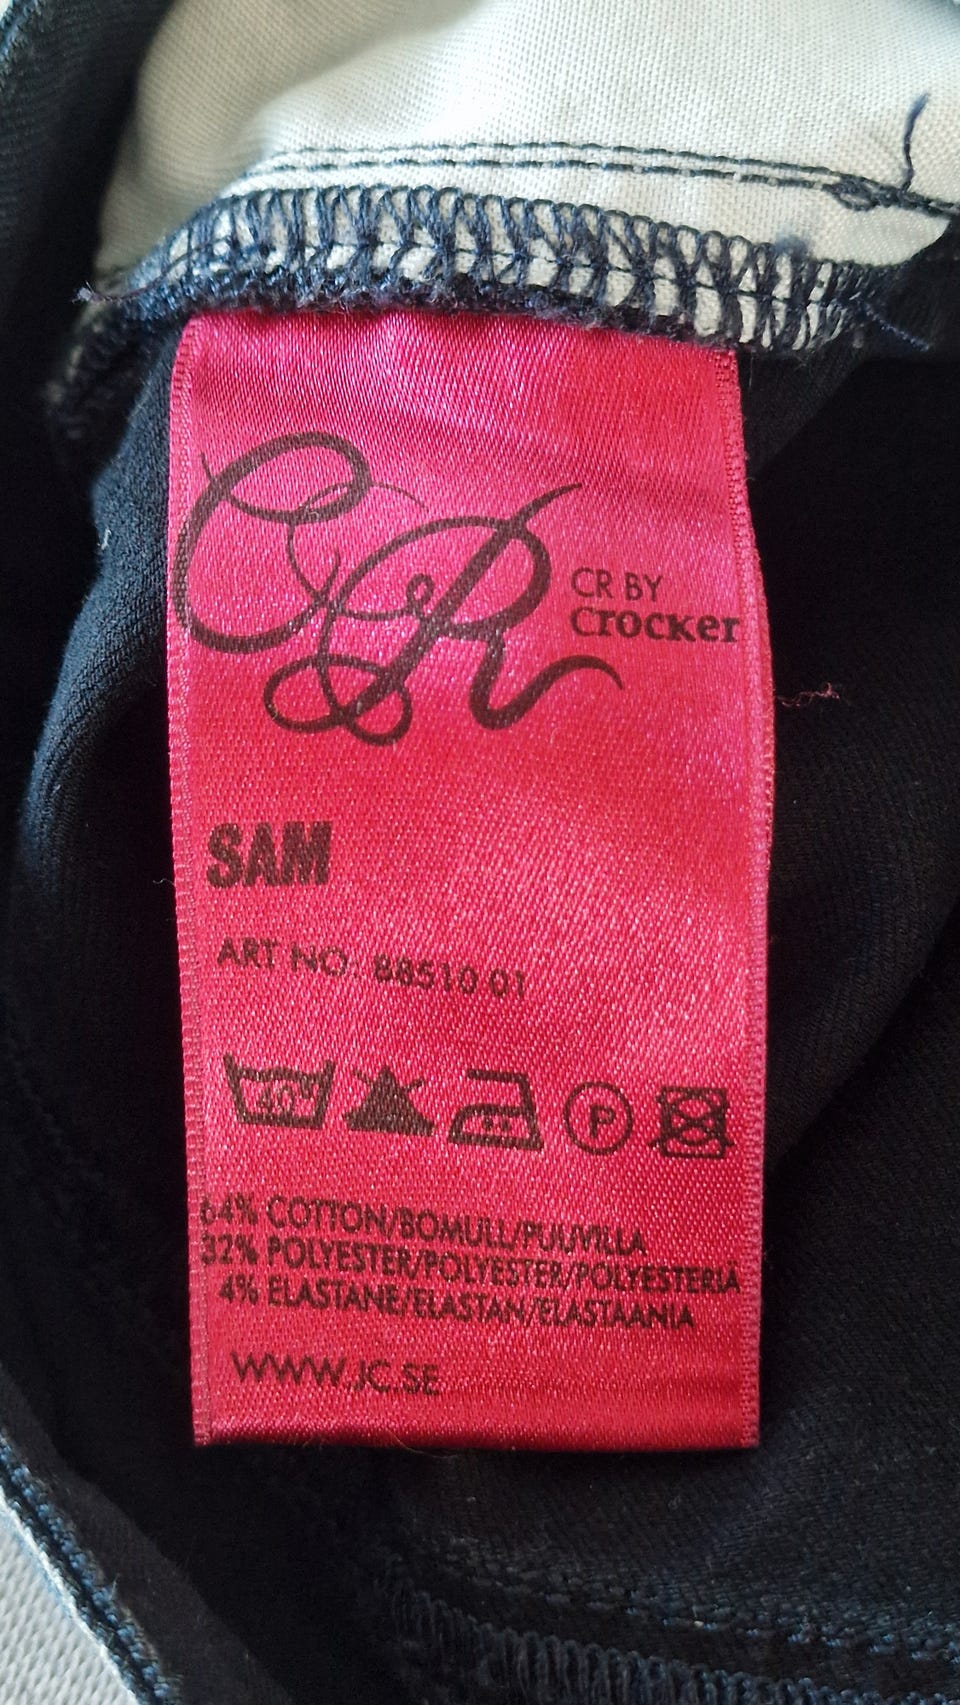 CR
CR BY
crocker
SAM
ART NO: 88510 01
40°
P
64% COTTON/BOMULL/PUUVILLA
32% POLYESTER/POLYESTER/POLYESTERIA
4% ELASTANE/ELASTAN/ELASTAANIA
WWW.JC.SE